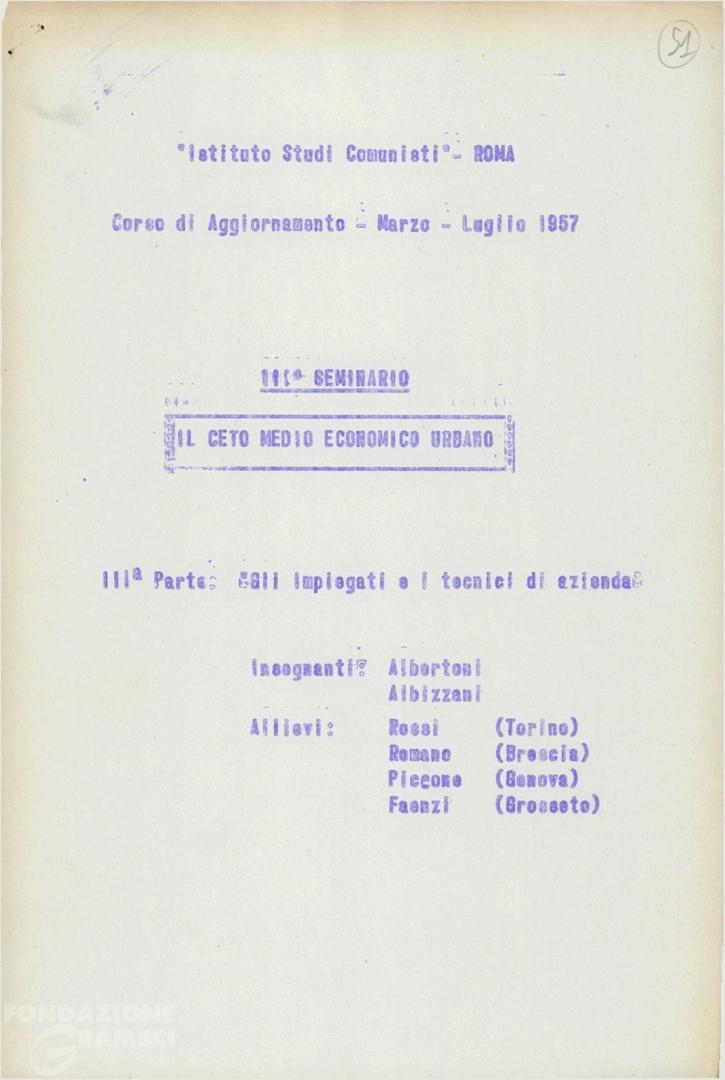 51
"Istituto Studi Comunisti"- ROMA
Corso di Aggiornamento - Marzo - Luglio 1957
III° SEMINARIO
IL CETO MEDIO ECONOMICO URBANO
IIIª Parte: "Gli impiegati e i tecnici di azienda"
Insegnanti: Albertoni
Albizzani
Allievi: Rossi (Torino)
Romano (Brescia)
Piccone (Genova)
Faenzi (Grosseto)
FONDAZIONE
GRAMSCI